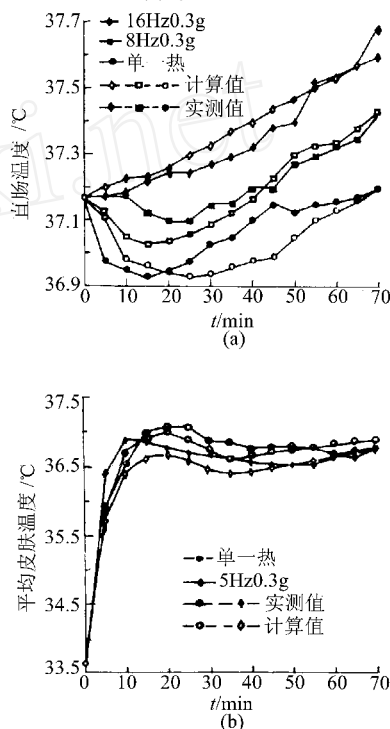 37.7
37.5
37.3
37.1
36.9
直肠温度/℃
16Hz0.3g
8Hz0.3g
单一热
计算值
实测值
0 10 20 30 40 50 60 70
t/min
(a)
37.5
36.5
35.5
34.5
33.5
平均皮肤温度/℃
单一热
5Hz0.3g
实测值
计算值
0 10 20 30 40 50 60 70
t/min
(b)